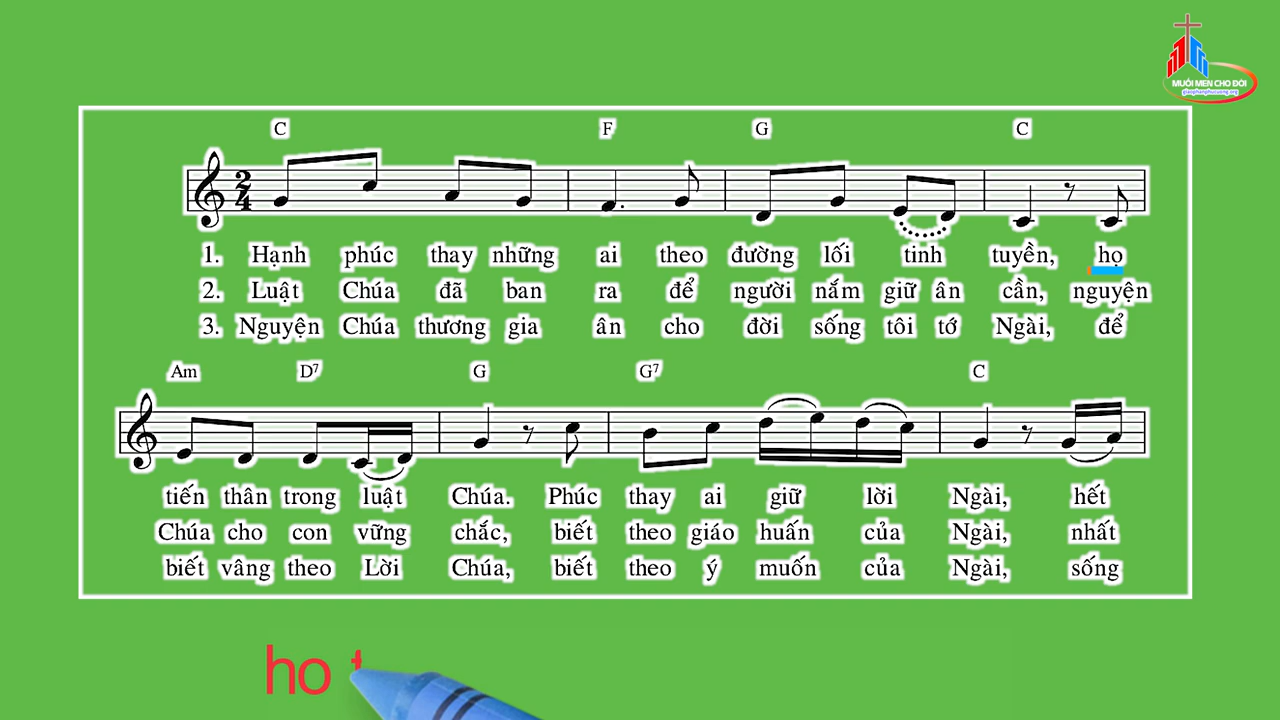 MUỐI MEN CHO ĐỜI
C F G C
1. Hạnh phúc thay những ai theo đường lối tinh tuyền, họ
2. Luật Chúa đã ban ra để người nắm giữ ân cần, nguyện
3. Nguyện Chúa thương gia ân cho đời sống tôi tớ Ngài, để
Am D7 G G7 C
tiến thân trong luật Chúa. Phúc thay ai giữ lời Ngài, hết
Chúa cho con vững chắc, biết theo giáo huấn của Ngài, nhất
biết vâng theo Lời Chúa, biết theo ý muốn của Ngài, sống
ho t